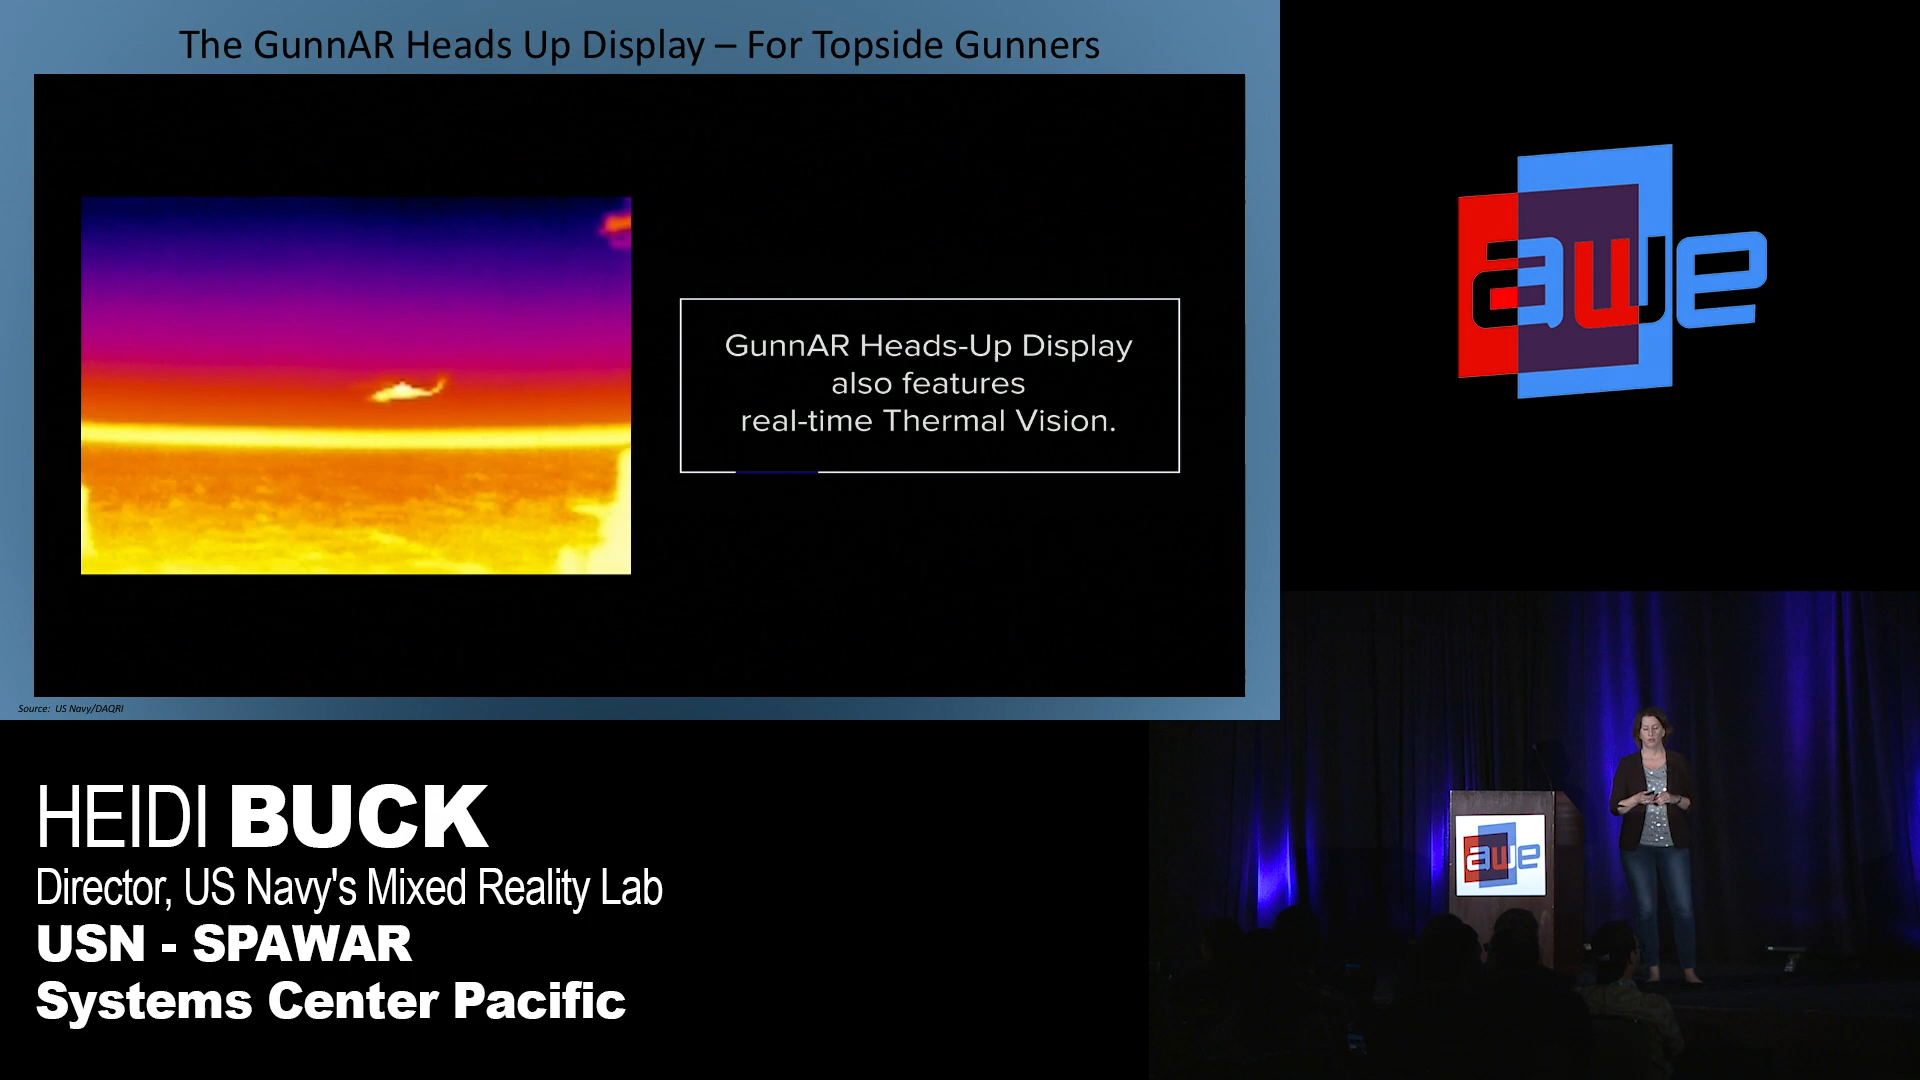 The GunnAR Heads Up Display – For Topside Gunners
GunnAR Heads-Up Display
also features
real-time Thermal Vision.
Source: US Navy/DAQRI
awe
awe
HEIDI BUCK
Director, US Navy's Mixed Reality Lab
USN - SPAWAR
Systems Center Pacific